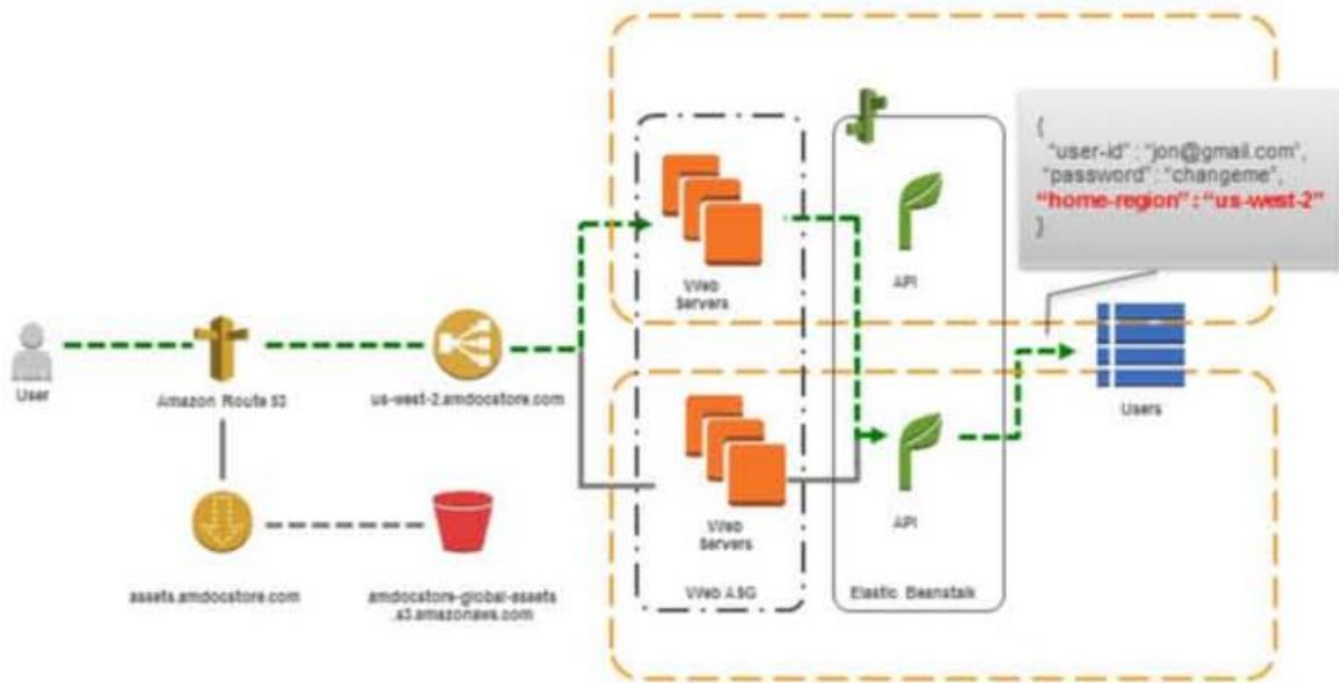 {
"user-id" : "jon@gmail.com",
"password" : "changeme",
"home-region" : "us-west-2"
}
Web
Servers
API
User
Amazon Route 53
us-west-2.amdocstore.com
Users
Web
Servers
API
assets.amdocstore.com
amdocstore-global-assets
.s3.amazonaws.com
Web ASG
Elastic Beanstalk